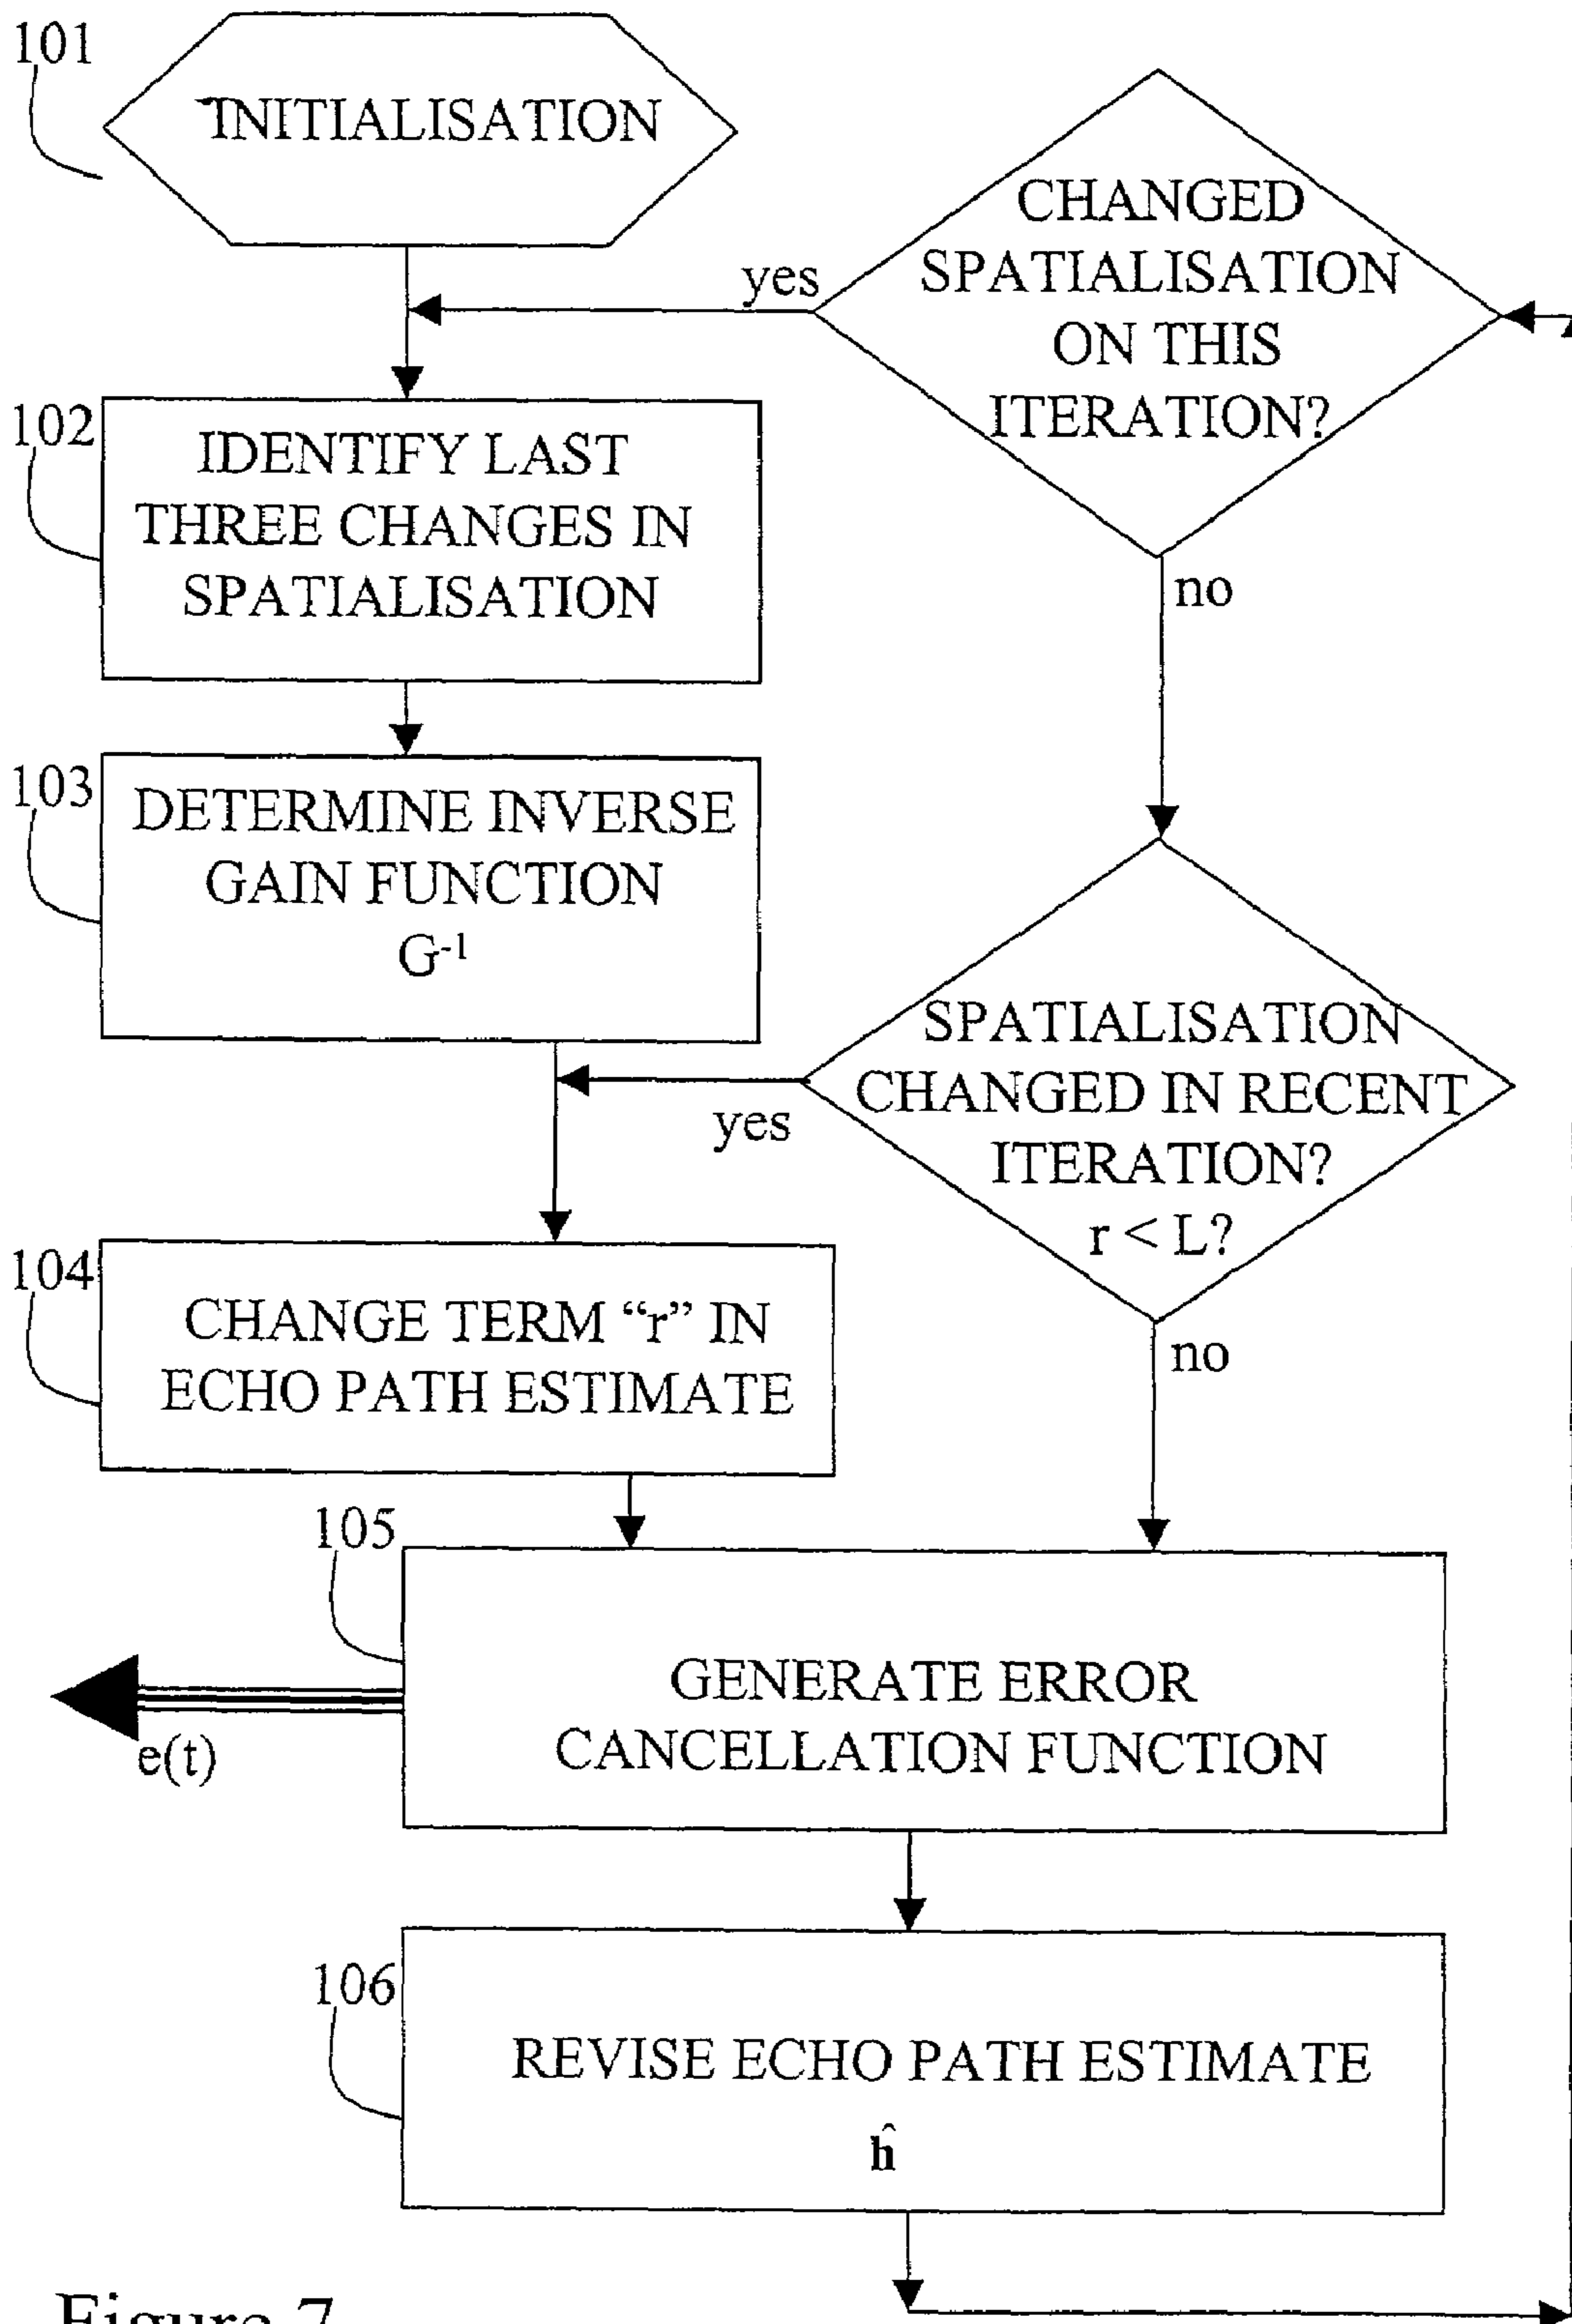 101
INITIALISATION
CHANGED
SPATIALISATION
ON THIS
ITERATION?
yes
no
102
IDENTIFY LAST
THREE CHANGES IN
SPATIALISATION
103
DETERMINE INVERSE
GAIN FUNCTION
G⁻¹
SPATIALISATION
CHANGED IN RECENT
ITERATION?
r < L?
yes
no
104
CHANGE TERM “r” IN
ECHO PATH ESTIMATE
105
GENERATE ERROR
CANCELLATION FUNCTION
e(t)
106
REVISE ECHO PATH ESTIMATE
ĥ
Figure 7